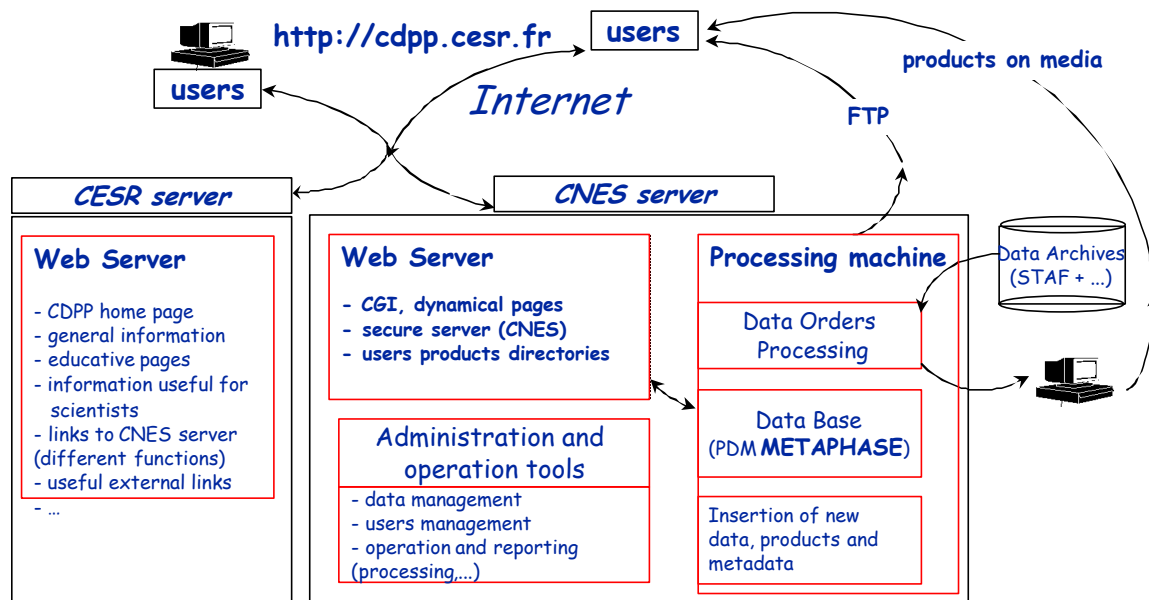 http://cdpp.cesr.fr
users
users
Internet
products on media
FTP
CESR server
CNES server
Web Server
- CDPP home page
- general information
- educative pages
- information useful for
scientists
- links to CNES server
(different functions)
- useful external links
- ...
Web Server
- CGI, dynamical pages
- secure server (CNES)
- users products directories
Administration and
operation tools
- data management
- users management
- operation and reporting
(processing,...)
Processing machine
Data Orders
Processing
Data Base
(PDM METAPHASE)
Insertion of new
data, products and
metadata
Data Archives
(STAF + ...)